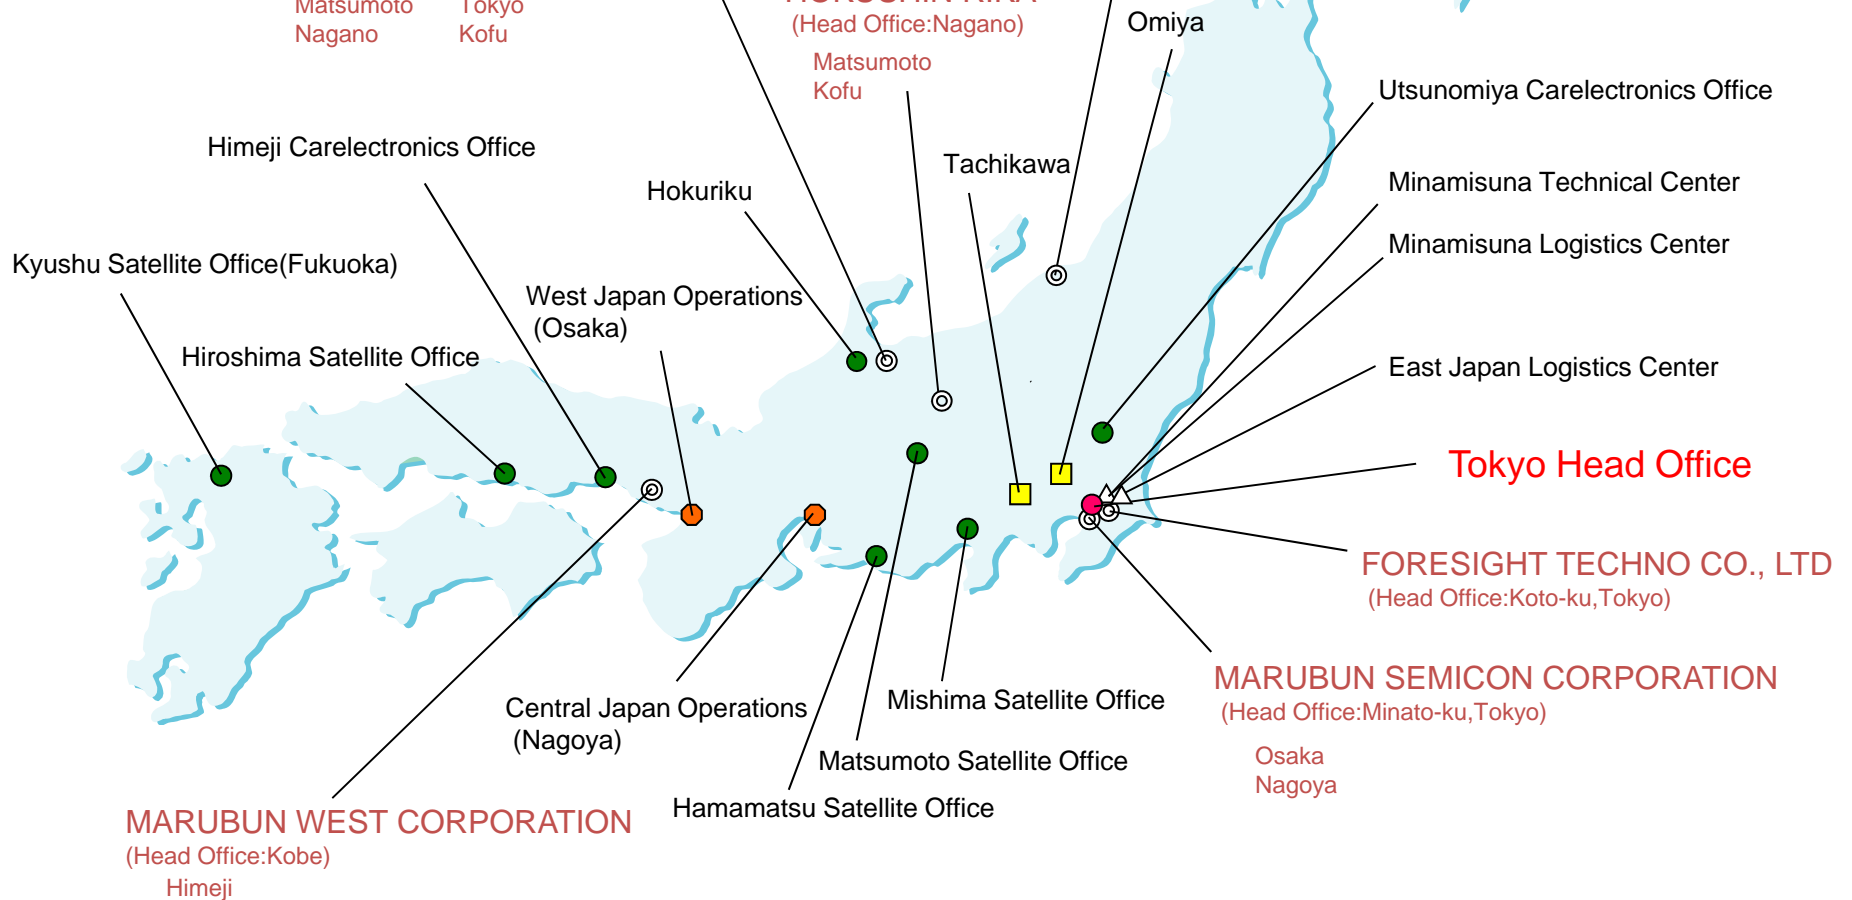 Matsumoto Tokyo
Nagano Kofu
(Head Office:Nagano)
Matsumoto
Kofu
Omiya
Utsunomiya Carelectronics Office
Himeji Carelectronics Office
Tachikawa
Minamisuna Technical Center
Hokuriku
Minamisuna Logistics Center
Kyushu Satellite Office(Fukuoka)
West Japan Operations
(Osaka)
Hiroshima Satellite Office
East Japan Logistics Center
Tokyo Head Office
FORESIGHT TECHNO CO., LTD
(Head Office:Koto-ku,Tokyo)
MARUBUN SEMICON CORPORATION
(Head Office:Minato-ku,Tokyo)
Osaka
Nagoya
Mishima Satellite Office
Central Japan Operations
(Nagoya)
Matsumoto Satellite Office
Hamamatsu Satellite Office
MARUBUN WEST CORPORATION
(Head Office:Kobe)
Himeji